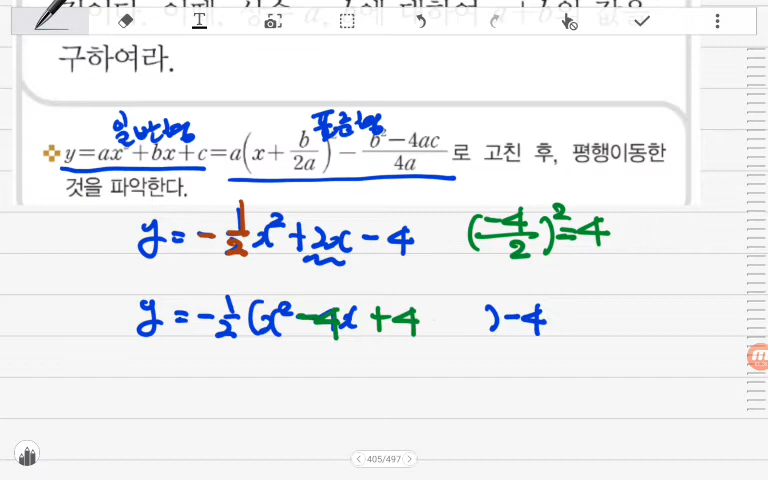 구하여라.
일반형 표준형
y=ax²+bx+c=a(x+b/2a)-b²-4ac/4a로 고친 후, 평행이동한
것을 파악한다.
y = -1/2x²+2x-4 (-4/2)²=4
y = -1/2(x²-4x+4 )-4
405/497